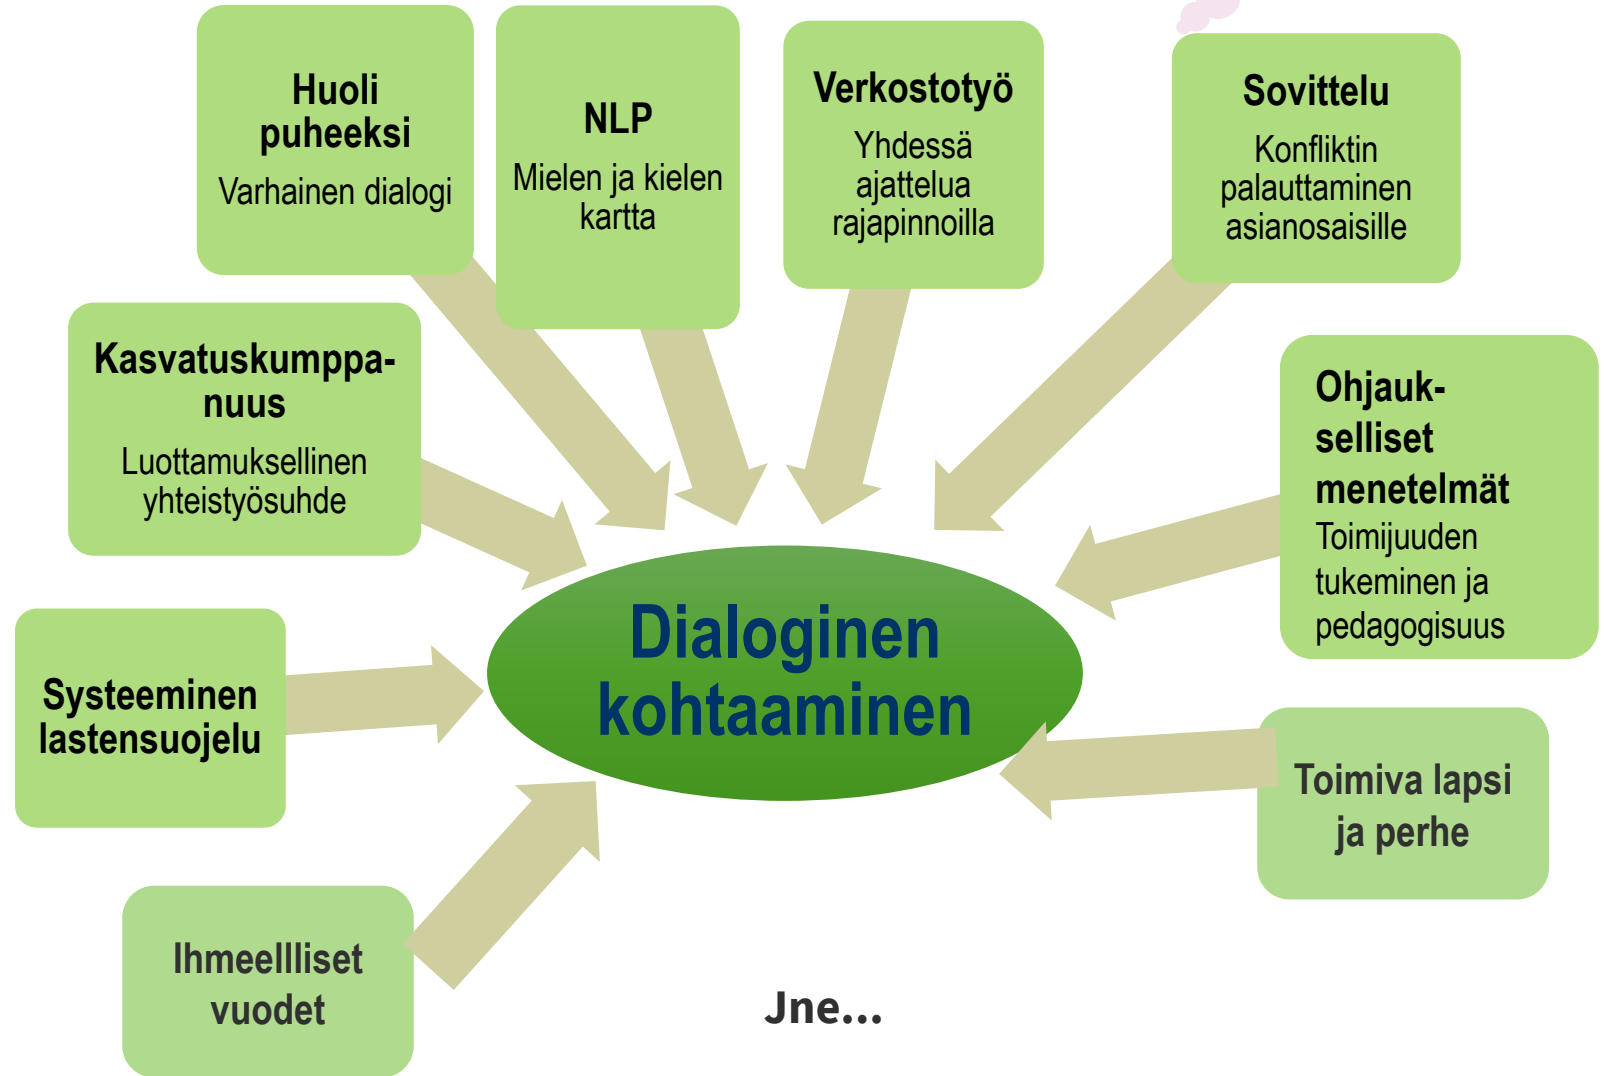 Huoli
puheeksi
Varhainen dialogi
NLP
Mielen ja kielen
kartta
Verkostotyö
Yhdessä
ajattelua
rajapinnoilla
Sovittelu
Konfliktin
palauttaminen
asianosaisille
Kasvatuskumppa-
nuus
Luottamuksellinen
yhteistyösuhde
Ohjauk-
selliset
menetelmät
Toimijuuden
tukeminen ja
pedagogisuus
Dialoginen
kohtaaminen
Systeeminen
lastensuojelu
Toimiva lapsi
ja perhe
Ihmeellliset
vuodet
Jne...